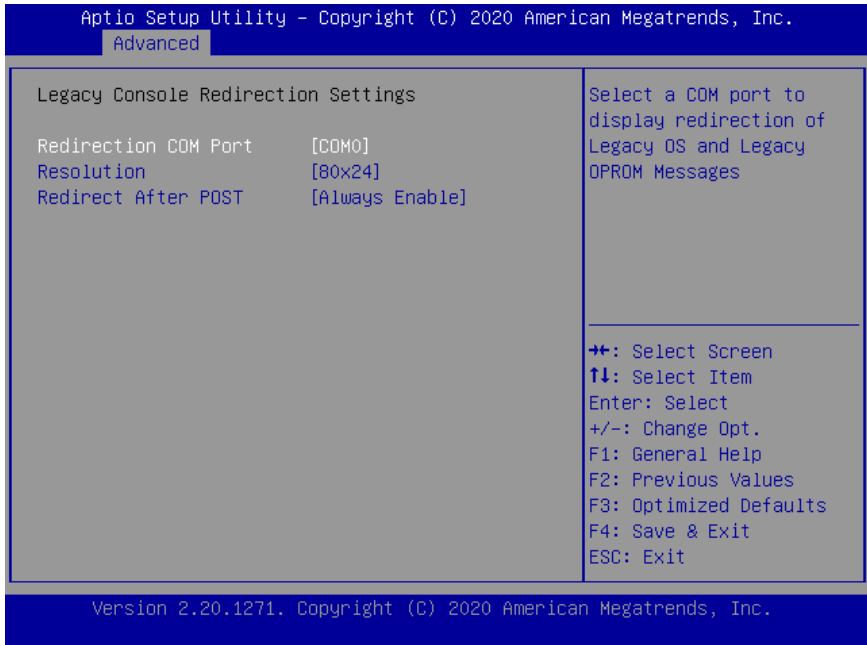 Aptio Setup Utility – Copyright (C) 2020 American Megatrends, Inc.
Advanced
Legacy Console Redirection Settings
Redirection COM Port [COM0]
Resolution [80x24]
Redirect After POST [Always Enable]
Select a COM port to
display redirection of
Legacy OS and Legacy
OPROM Messages
→←: Select Screen
↑↓: Select Item
Enter: Select
+/-: Change Opt.
F1: General Help
F2: Previous Values
F3: Optimized Defaults
F4: Save & Exit
ESC: Exit
Version 2.20.1271. Copyright (C) 2020 American Megatrends, Inc.